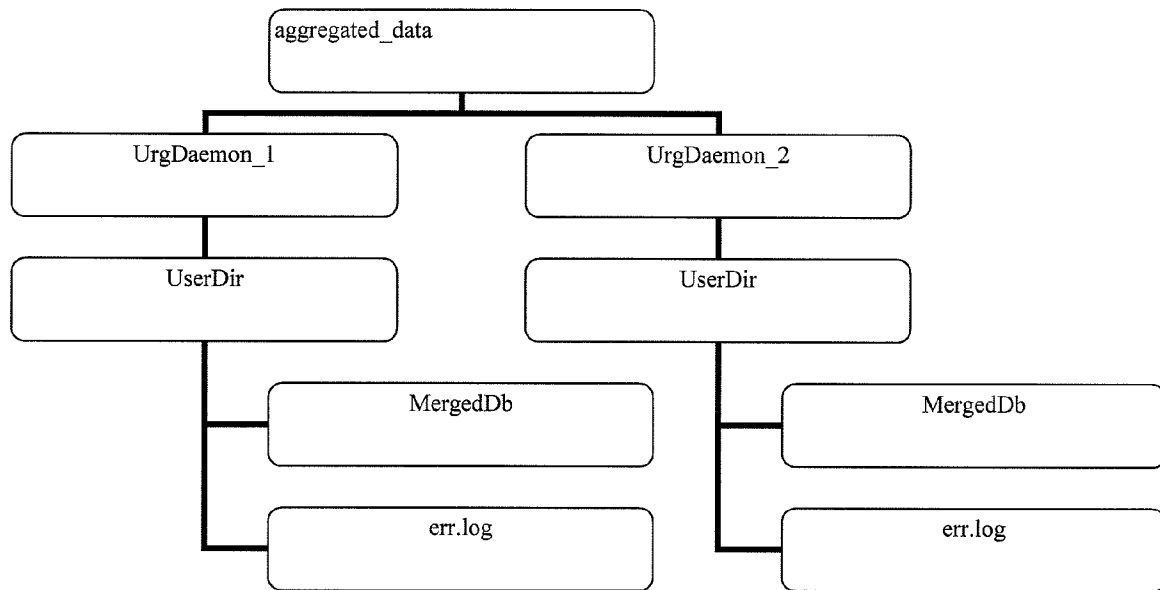 aggregated_data
UrgDaemon_1
UrgDaemon_2
UserDir
UserDir
MergedDb
MergedDb
err.log
err.log